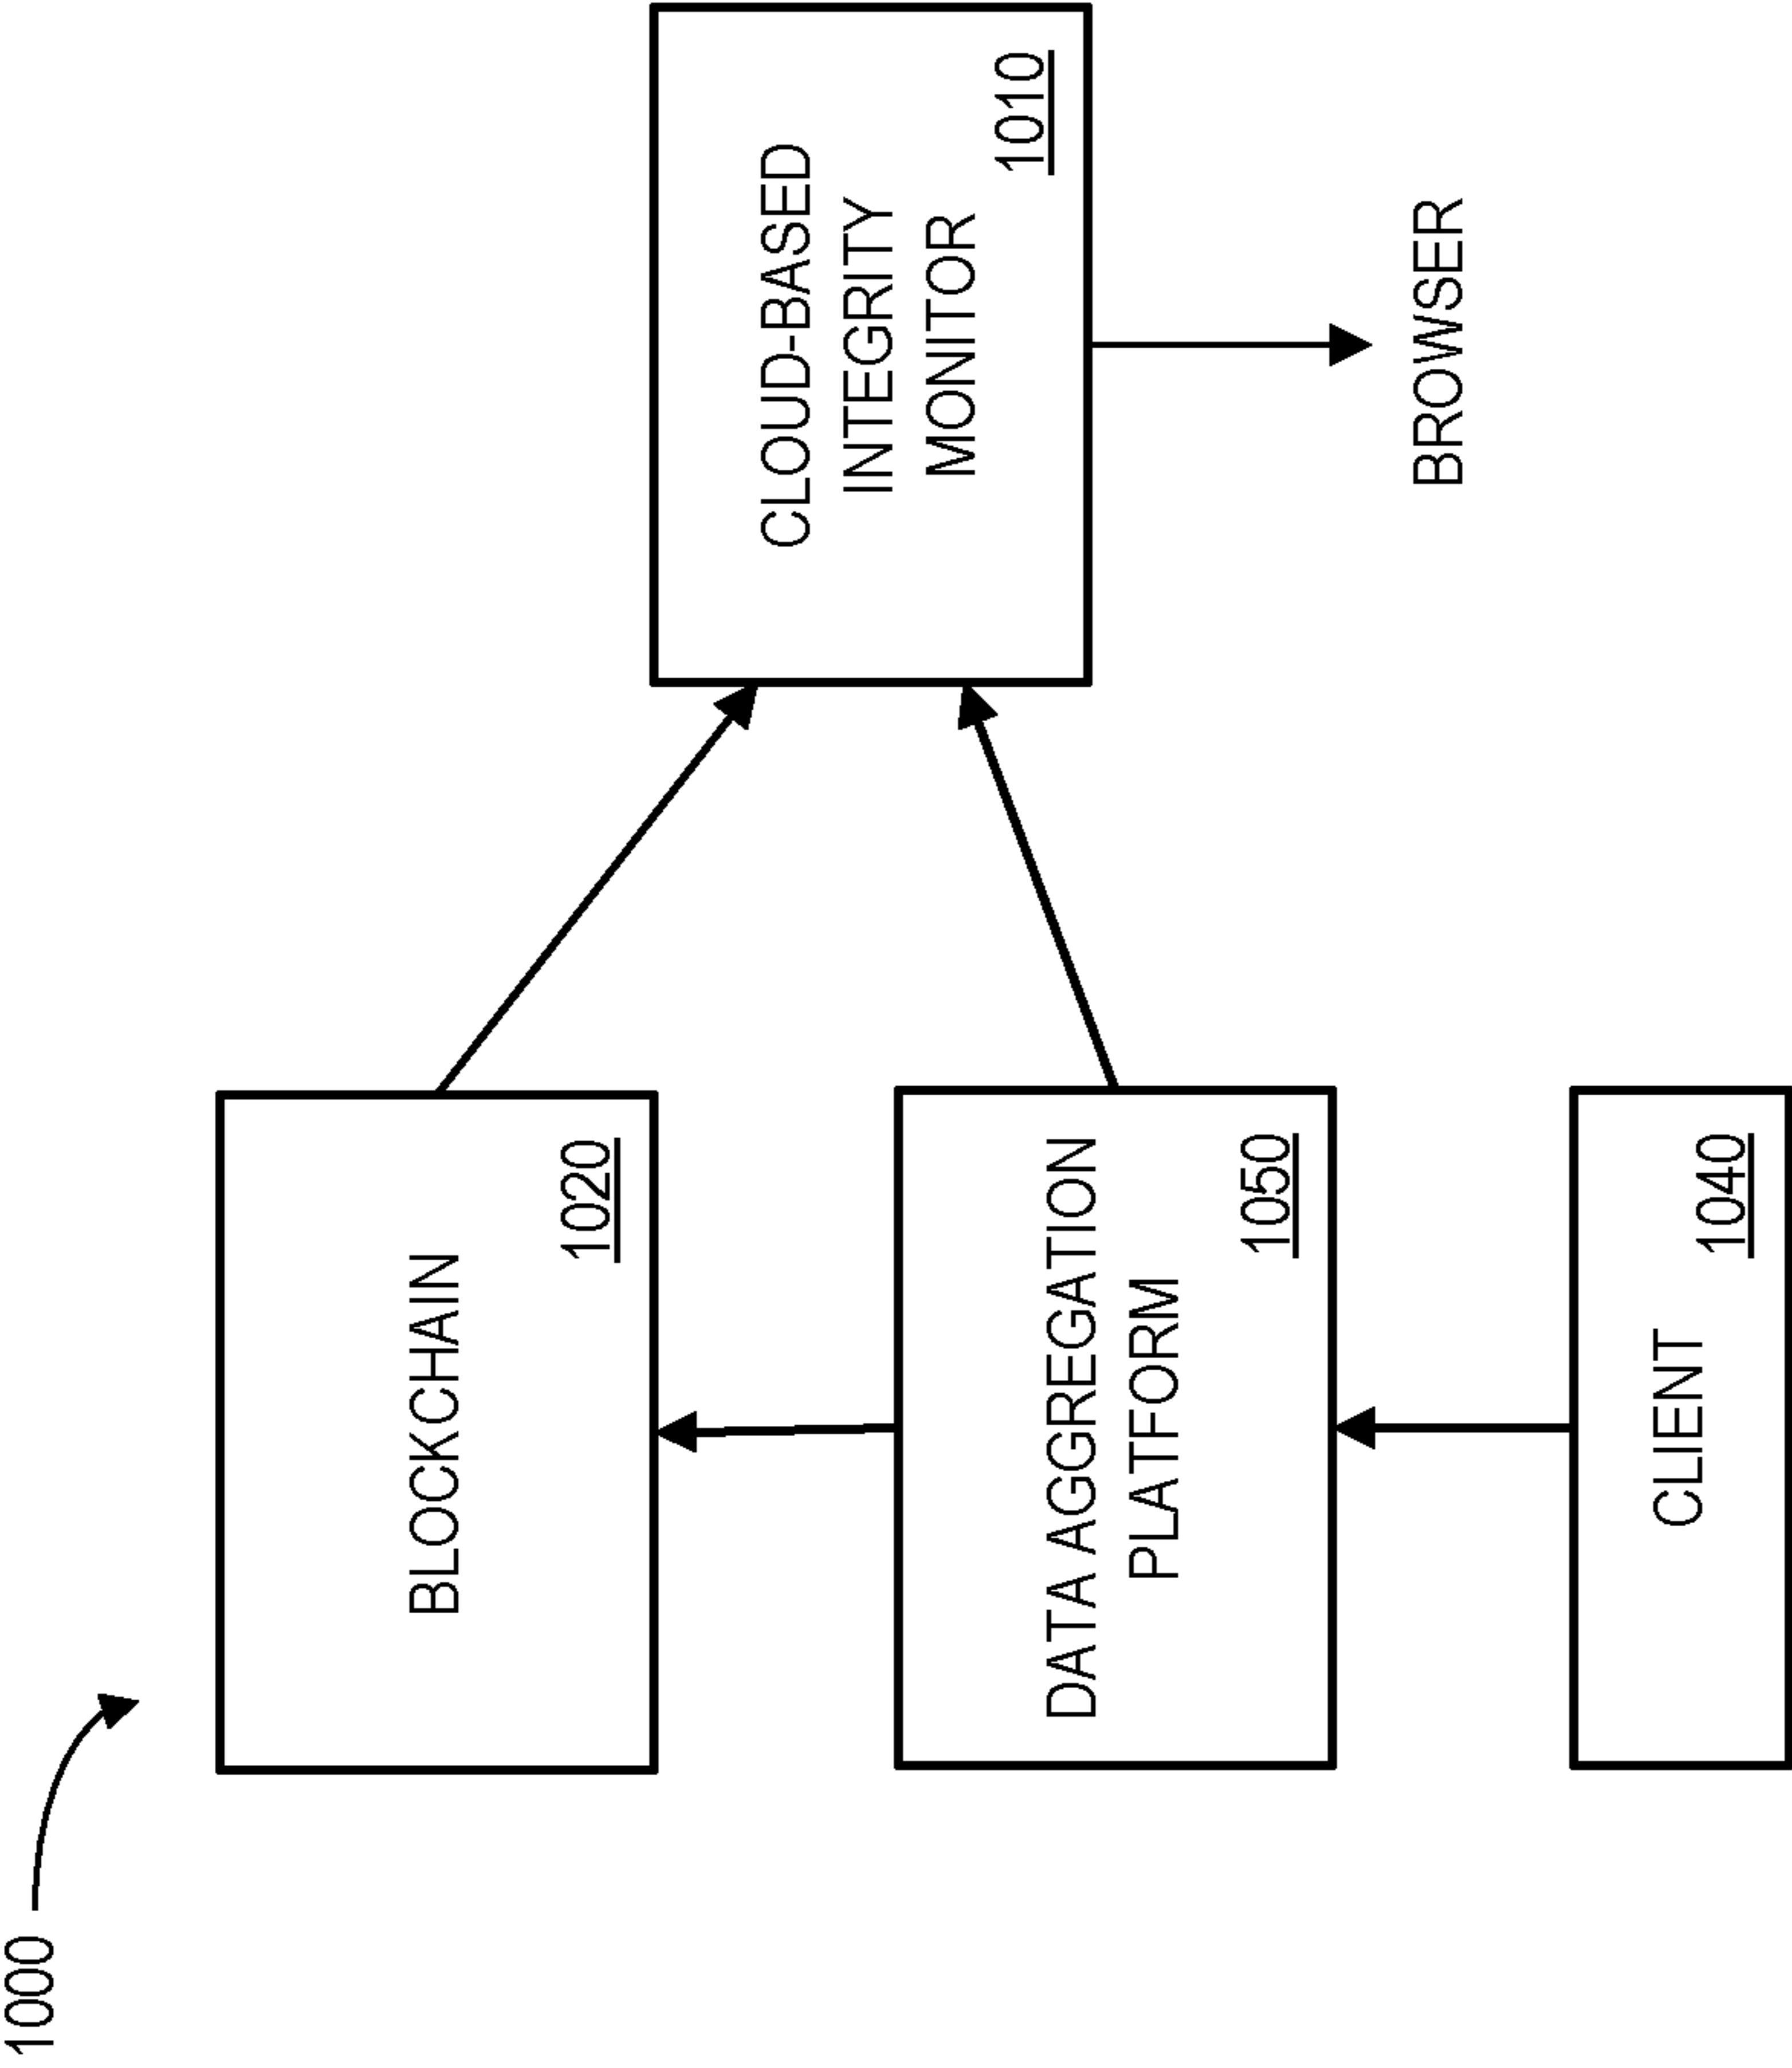 1000
BLOCKCHAIN
1020
DATA AGGREGATION
PLATFORM
1050
CLIENT
1040
CLOUD-BASED
INTEGRITY
MONITOR
1010
BROWSER